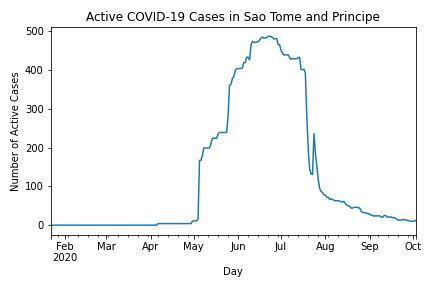 Active COVID-19 Cases in Sao Tome and Principe
500
400
300
200
100
0
Number of Active Cases
Feb Mar Apr May Jun Jul Aug Sep Oct
2020
Day